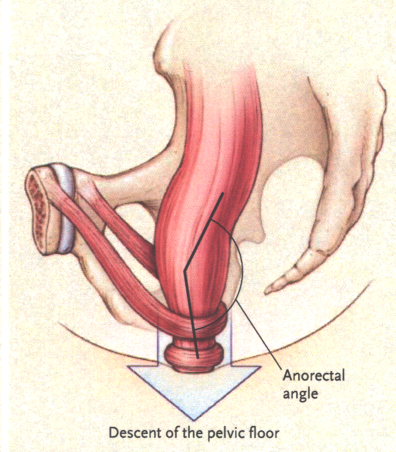 Anorectal
angle
Descent of the pelvic floor